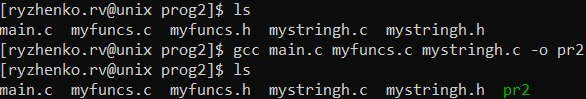 [ryzhenko.rv@unix prog2]$ ls
main.c  myfuncs.c  myfuncs.h  mystringh.c  mystringh.h
[ryzhenko.rv@unix prog2]$ gcc main.c myfuncs.c mystringh.c -o pr2
[ryzhenko.rv@unix prog2]$ ls
main.c  myfuncs.c  myfuncs.h  mystringh.c  mystringh.h  pr2